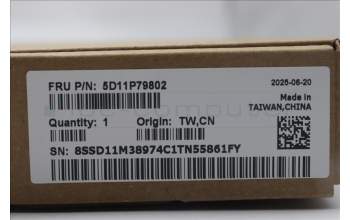 FRU P/N: 5D11P79802
2025-06-20
Made in
TAIWAN,CHINA
Quantity: 1 Origin: TW,CN
SN: 8SSD11M38974C1TN55861FY